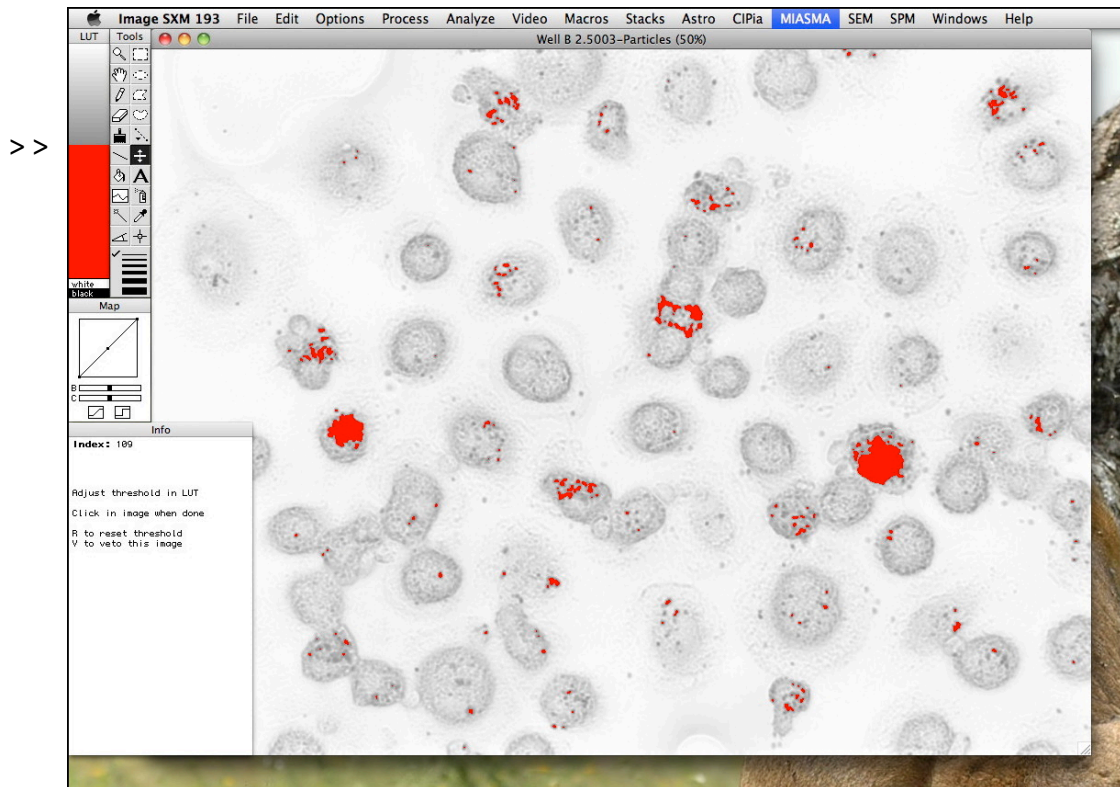 Image SXM 193 File Edit Options Process Analyze Video Macros Stacks Astro CIPia MIASMA SEM SPM Windows Help
LUT Tools Well B 2.5003-Particles (50%)
> >
A
white
black
Map
B
C
Info
Index: 109
Adjust threshold in LUT
Click in image when done
R to reset threshold
V to veto this image